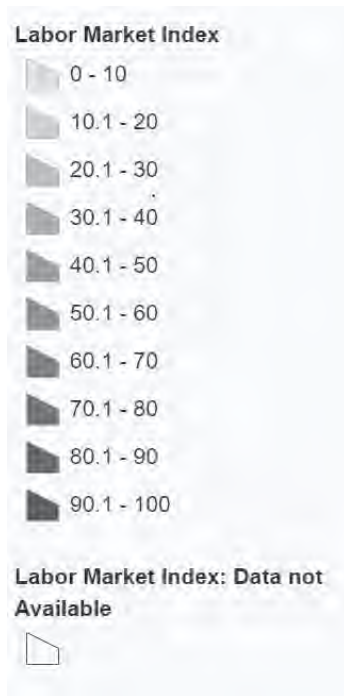 Labor Market Index
0 - 10
10.1 - 20
20.1 - 30
30.1 - 40
40.1 - 50
50.1 - 60
60.1 - 70
70.1 - 80
80.1 - 90
90.1 - 100
Labor Market Index: Data not
Available